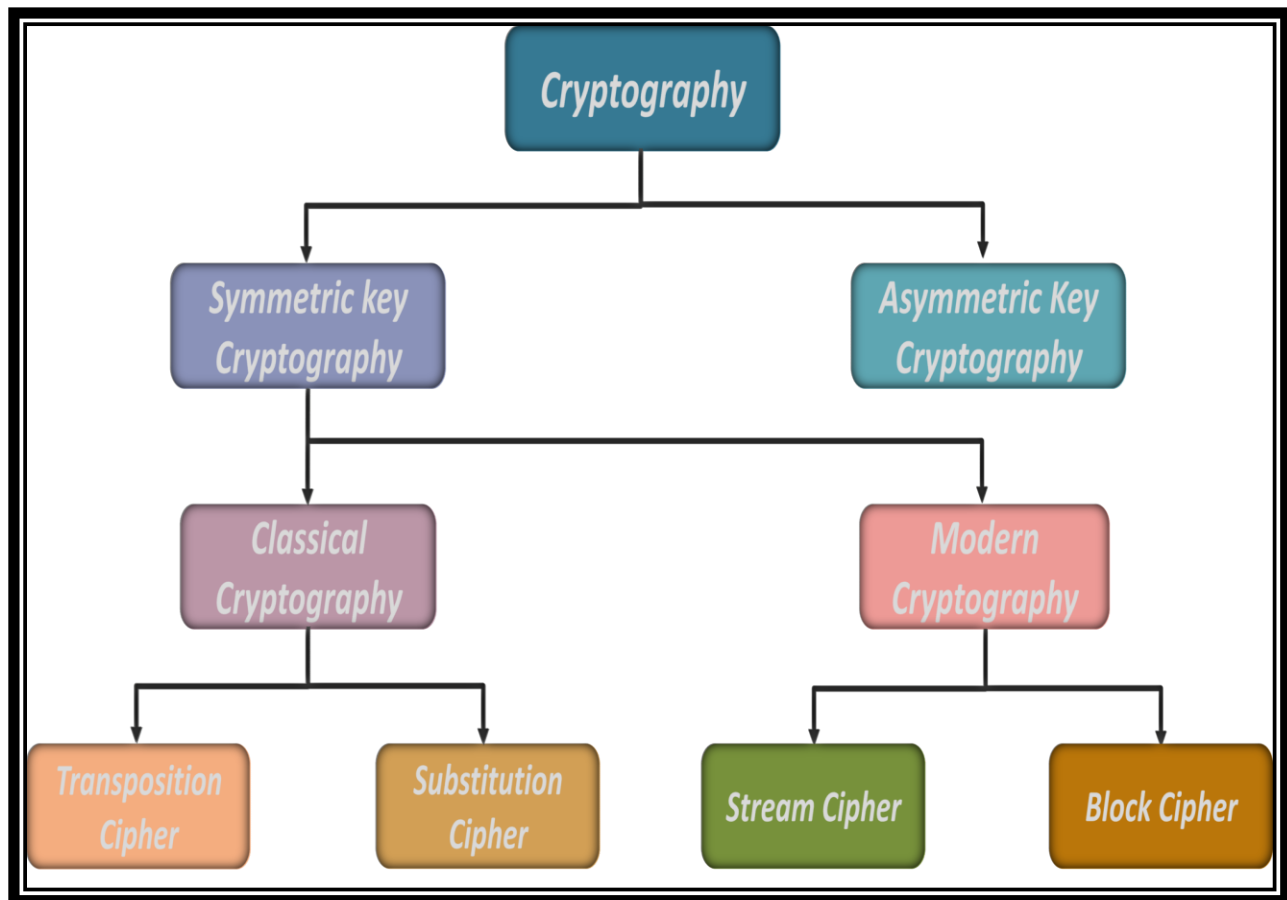 Cryptography
Symmetric key
Cryptography
Asymmetric Key
Cryptography
Classical
Cryptography
Modern
Cryptography
Transposition
Cipher
Substitution
Cipher
Stream Cipher
Block Cipher